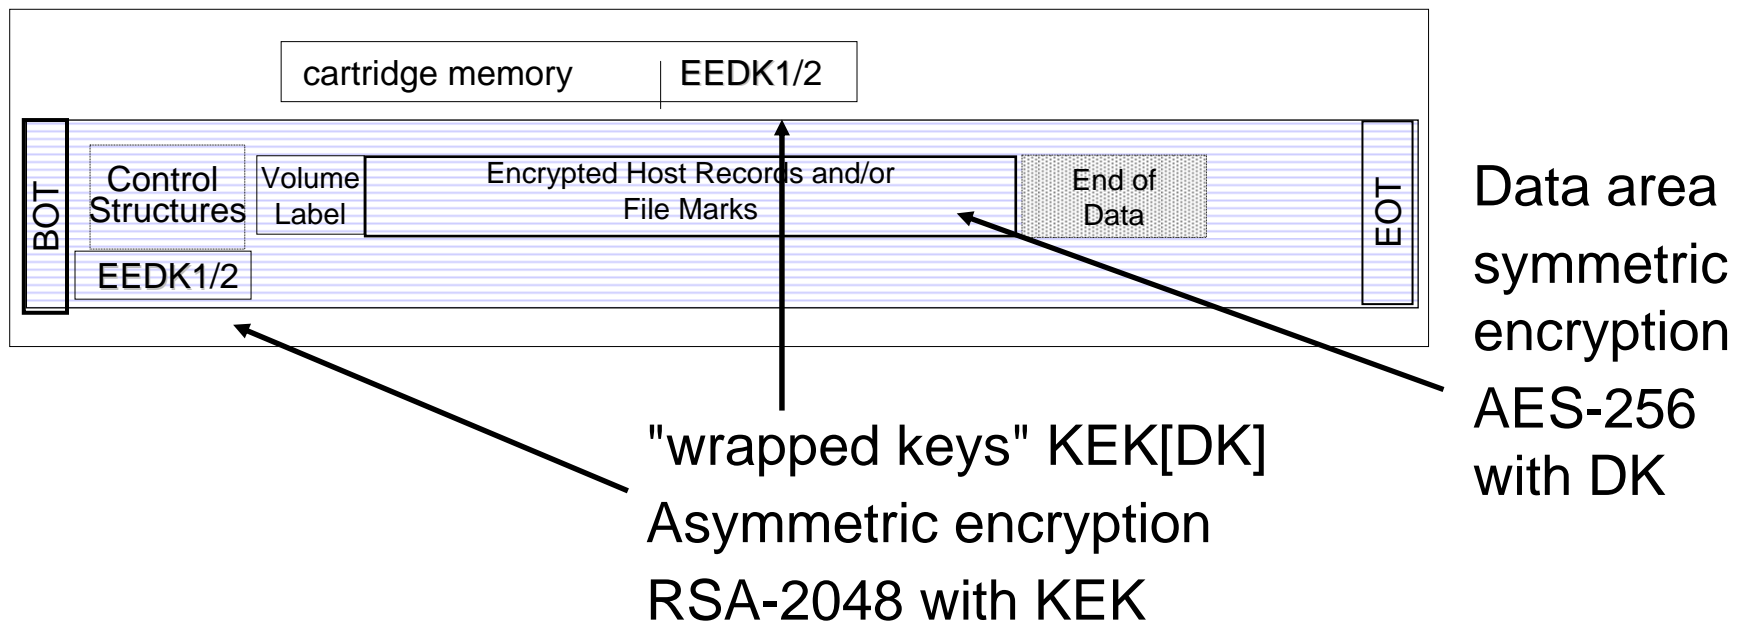 cartridge memory EEDK1/2
BOT
Control
Structures
EEDK1/2
Volume
Label
Encrypted Host Records and/or
File Marks
End of
Data
EOT
Data area
symmetric
encryption
AES-256
with DK
"wrapped keys" KEK[DK]
Asymmetric encryption
RSA-2048 with KEK